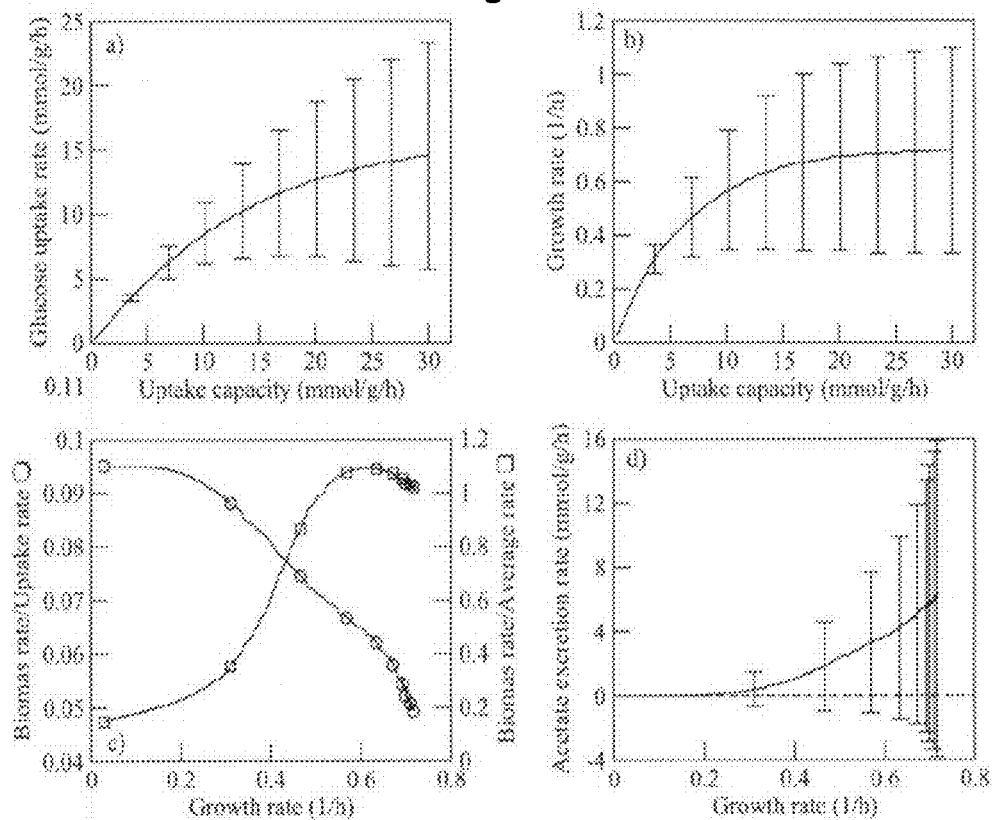 a)
25
20
15
10
5
0
Glucose uptake rate (mmol/g/h)
0 5 10 15 20 25 30
Uptake capacity (mmol/g/h)
b)
1.2
1
0.8
0.6
0.4
0.2
0
Growth rate (1/h)
0 5 10 15 20 25 30
Uptake capacity (mmol/g/h)
0.11
0.1
0.09
0.08
0.07
0.06
0.05
0.04
Biomas rate/Uptake rate
1.2
1
0.8
0.6
0.4
0.2
0
Biomas rate/Average rate
c)
0 0.2 0.4 0.6 0.8
Growth rate (1/h)
d)
16
12
8
4
0
-4
Acetate excretion rate (mmol/g/h)
0 0.2 0.4 0.6 0.8
Growth rate (1/h)